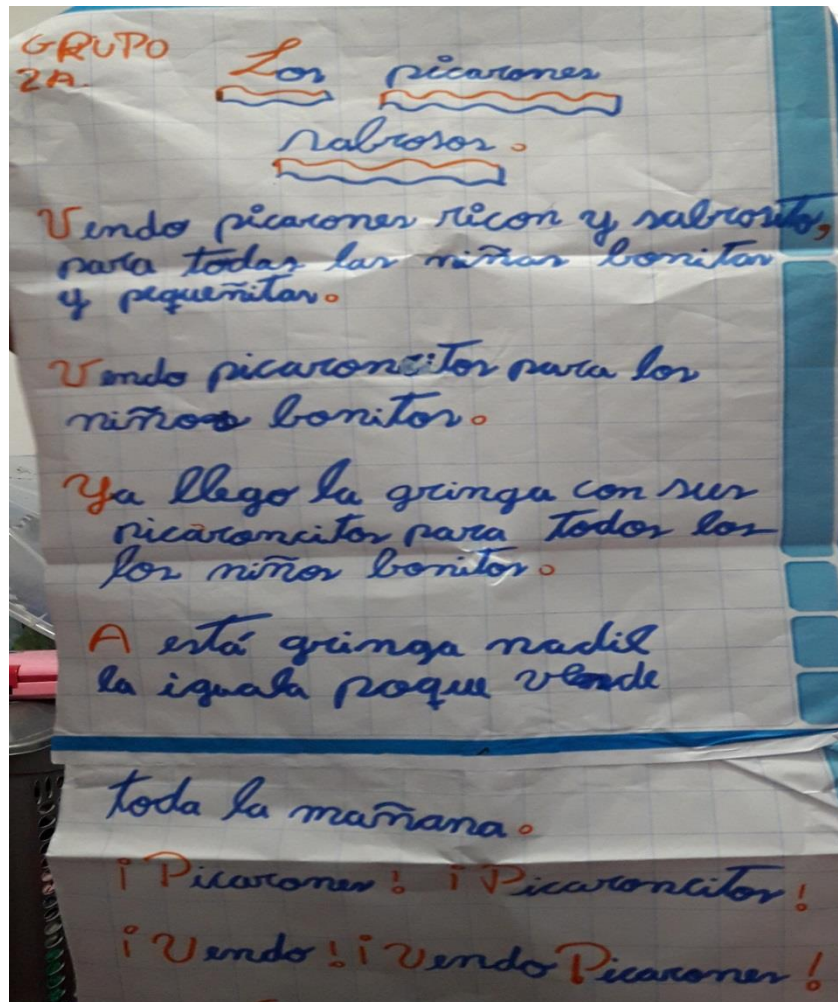 GRUPO
2A.
Los picarones
sabrosos.
Vendo picarones ricon y sabrosito,
para todas las niñas bonitas
y pequeñitas.
Vendo picaroncitos para los
niños bonitos.
Ya llego la gringa con sus
picaroncitos para todos los
los niños bonitos.
A está gringa nadie
la iguala poque vende
toda la mañana.
¡Picarones! ¡Picaroncitos!
¡Vendo! ¡Vendo Picarones!